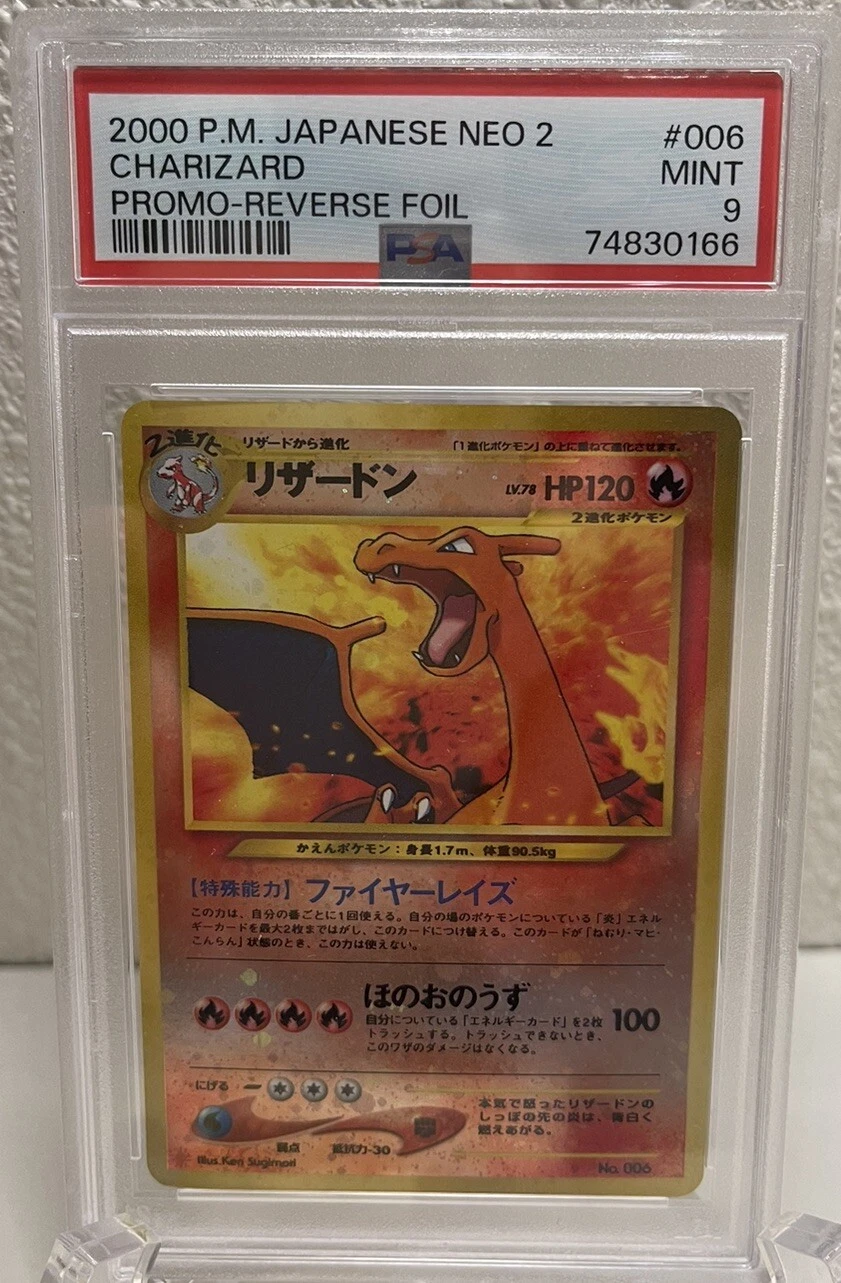 2000 P.M. JAPANESE NEO 2 #006
CHARIZARD MINT
PROMO-REVERSE FOIL 9
74830166
PSA
2進化
リザードから進化 「1進化ポケモン」の上に重ねて進化させます。
リザードン LV.78 HP120
2進化ポケモン
かえんポケモン:身長1.7m、体重90.5kg
【特殊能力】ファイヤーレイズ
この力は、自分の番ごとに1回使える。自分の場のポケモンについている「炎」エネル
ギーカードを最大2枚まではがし、このカードにつけ替える。このカードが「ねむり・マヒ・
こんらん」状態のとき、この力は使えない。
ほのおのうず
自分についている「エネルギーカード」を2枚 100
トラッシュする。トラッシュできないとき、
このワザのダメージはなくなる。
にげる
本気で怒ったリザードンの
しっぽの先の炎は、青白く
燃えあがる。
弱点 抵抗力-30
Illus.Ken Sugimori No. 006